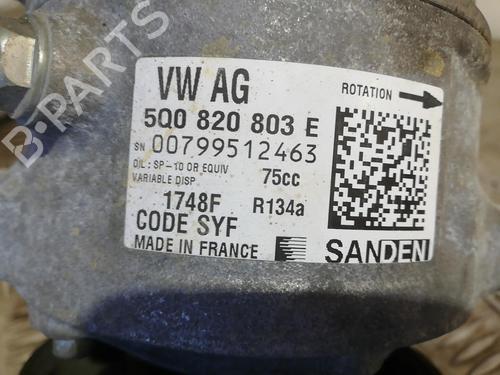 B-PARTS
VW AG
ROTATION
5Q0 820 803 E
SN 00799512463
OIL: SP-10 OR EQUIV 75cc
VARIABLE DISP
1748F R134a
CODE SYF
MADE IN FRANCE SANDEN